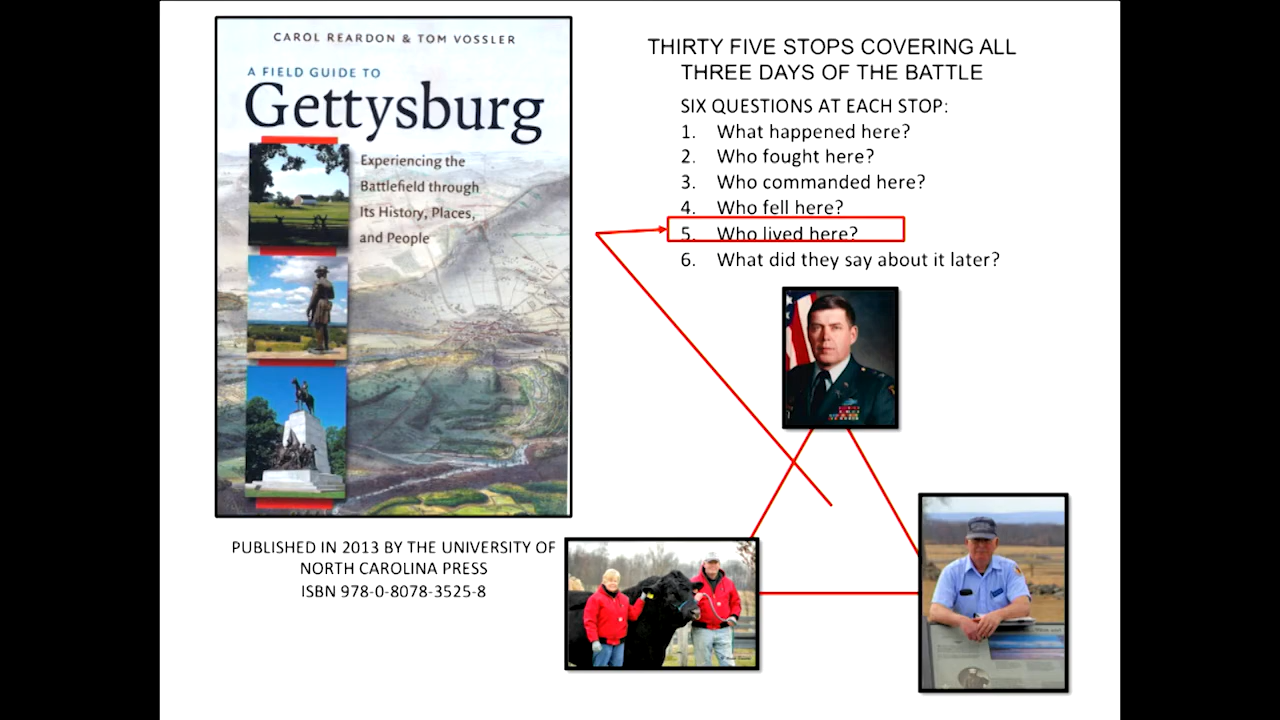 CAROL REARDON & TOM VOSSLER
A FIELD GUIDE TO
Gettysburg
Experiencing the
Battlefield through
Its History, Places,
and People
PUBLISHED IN 2013 BY THE UNIVERSITY OF
NORTH CAROLINA PRESS
ISBN 978-0-8078-3525-8
THIRTY FIVE STOPS COVERING ALL
THREE DAYS OF THE BATTLE
SIX QUESTIONS AT EACH STOP:
1. What happened here?
2. Who fought here?
3. Who commanded here?
4. Who fell here?
5. Who lived here?
6. What did they say about it later?